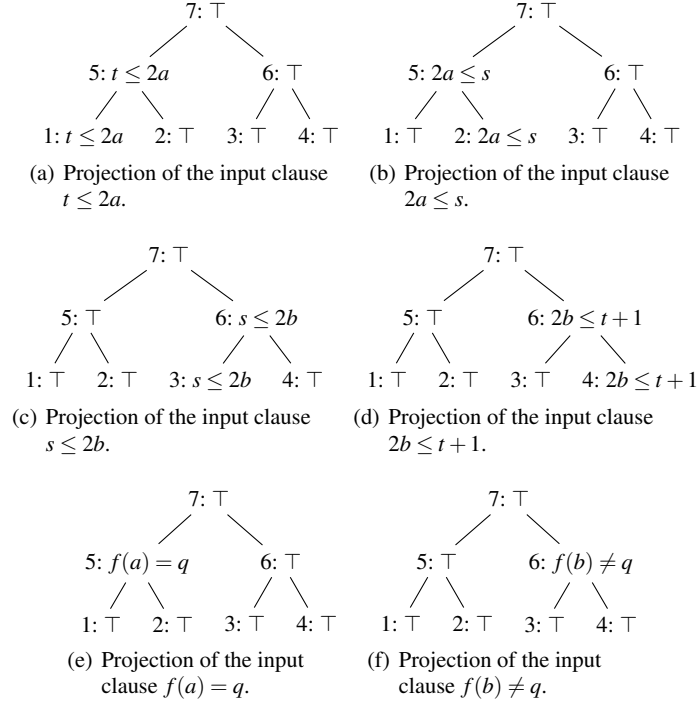 7: ⊤ 7: ⊤
5: t ≤ 2a 6: ⊤ 5: 2a ≤ s 6: ⊤
1: t ≤ 2a 2: ⊤ 3: ⊤ 4: ⊤ 1: ⊤ 2: 2a ≤ s 3: ⊤ 4: ⊤
(a) Projection of the input clause
t ≤ 2a.
(b) Projection of the input clause
2a ≤ s.
7: ⊤ 7: ⊤
5: ⊤ 6: s ≤ 2b 5: ⊤ 6: 2b ≤ t + 1
1: ⊤ 2: ⊤ 3: s ≤ 2b 4: ⊤ 1: ⊤ 2: ⊤ 3: ⊤ 4: 2b ≤ t + 1
(c) Projection of the input clause
s ≤ 2b.
(d) Projection of the input clause
2b ≤ t + 1.
7: ⊤ 7: ⊤
5: f(a) = q 6: ⊤ 5: ⊤ 6: f(b) ≠ q
1: ⊤ 2: ⊤ 3: ⊤ 4: ⊤ 1: ⊤ 2: ⊤ 3: ⊤ 4: ⊤
(e) Projection of the input
clause f(a) = q.
(f) Projection of the input
clause f(b) ≠ q.